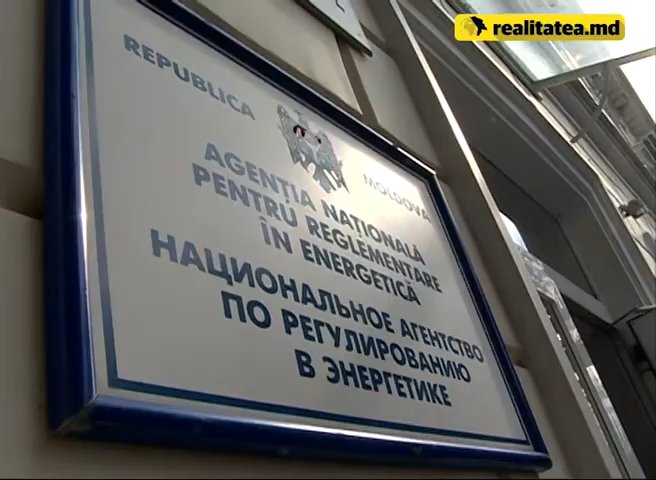 realitatea.md
REPUBLICA MOLDOVA
AGENȚIA NAȚIONALĂ
PENTRU REGLEMENTARE
ÎN ENERGETICĂ
НАЦИОНАЛЬНОЕ АГЕНТСТВО
ПО РЕГУЛИРОВАНИЮ
В ЭНЕРГЕТИКЕ